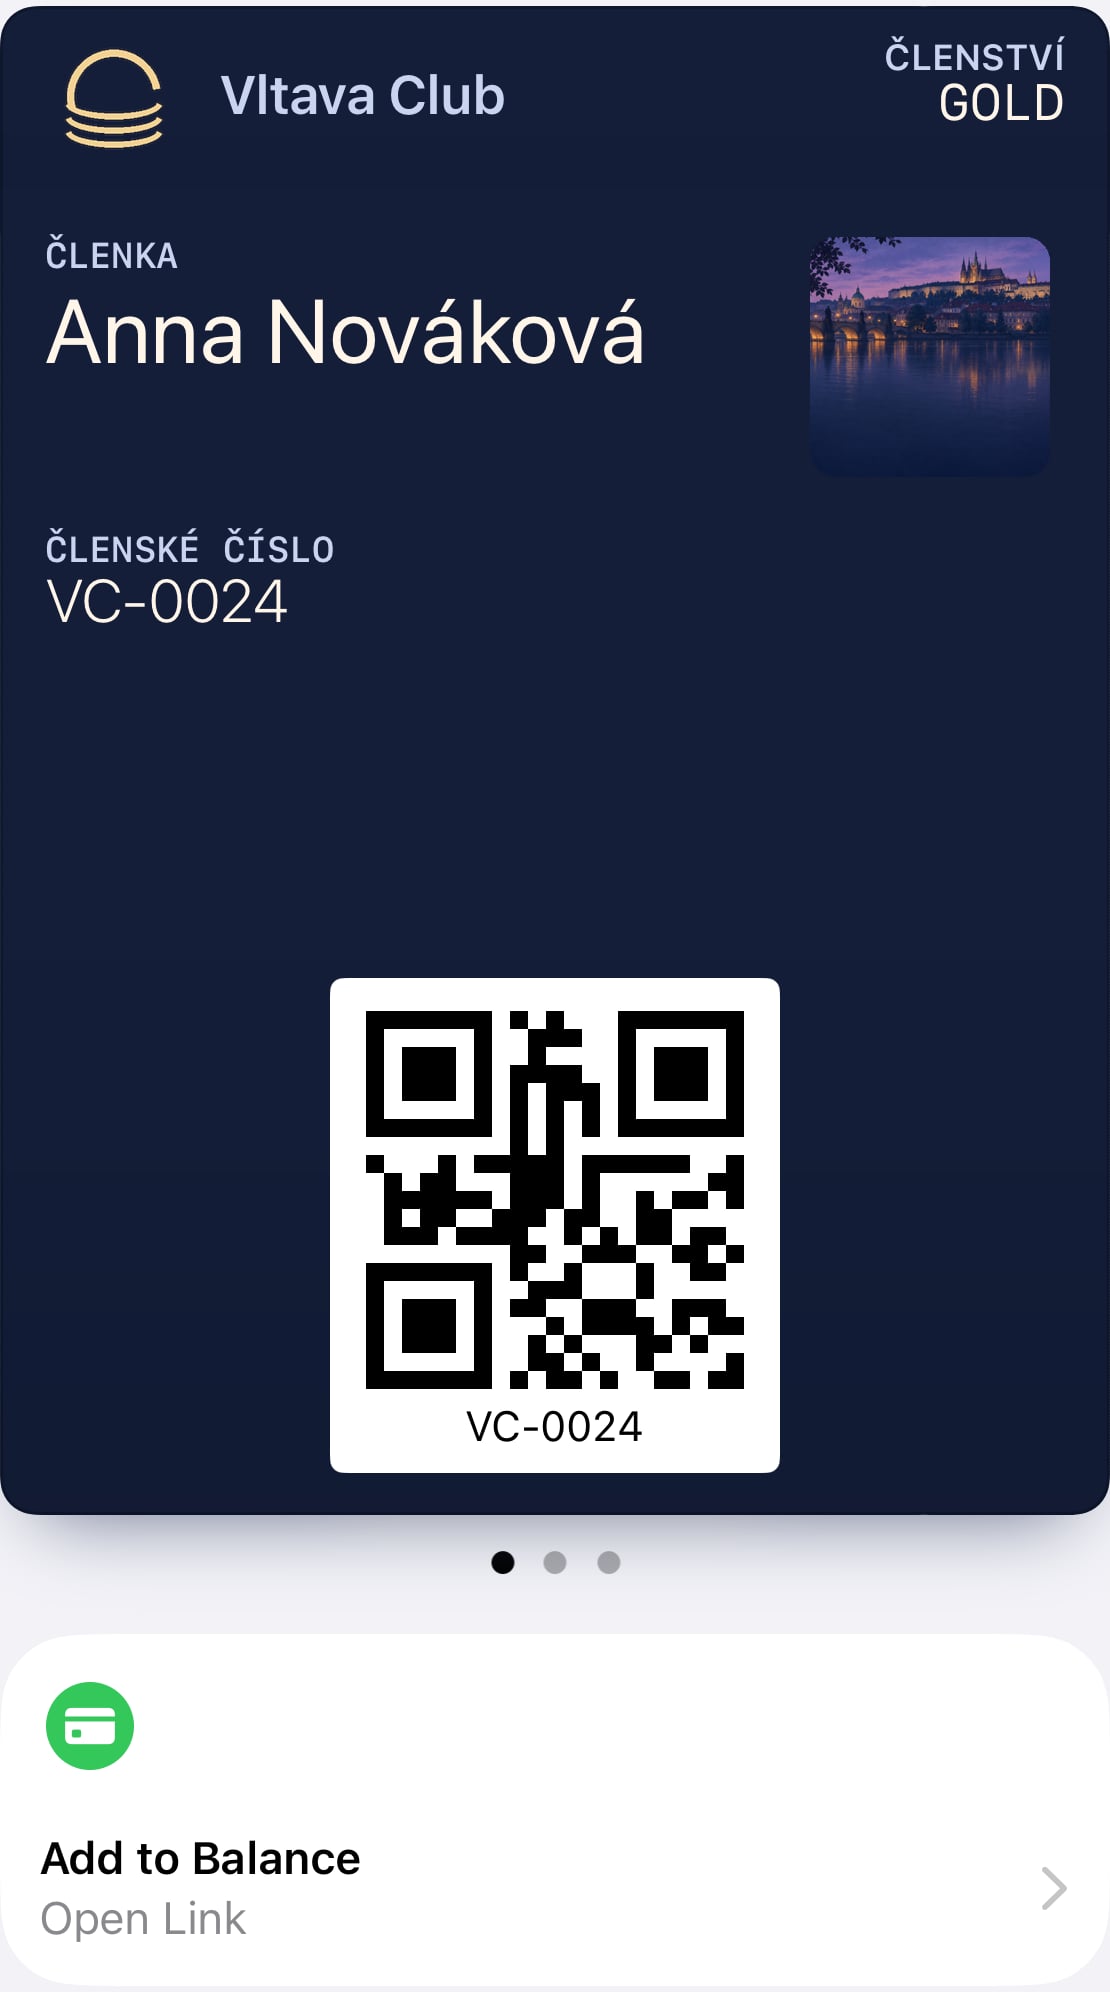 Vltava Club
ČLENSTVÍ
GOLD
ČLENKA
Anna Nováková
ČLENSKÉ ČÍSLO
VC-0024
VC-0024
Add to Balance
Open Link